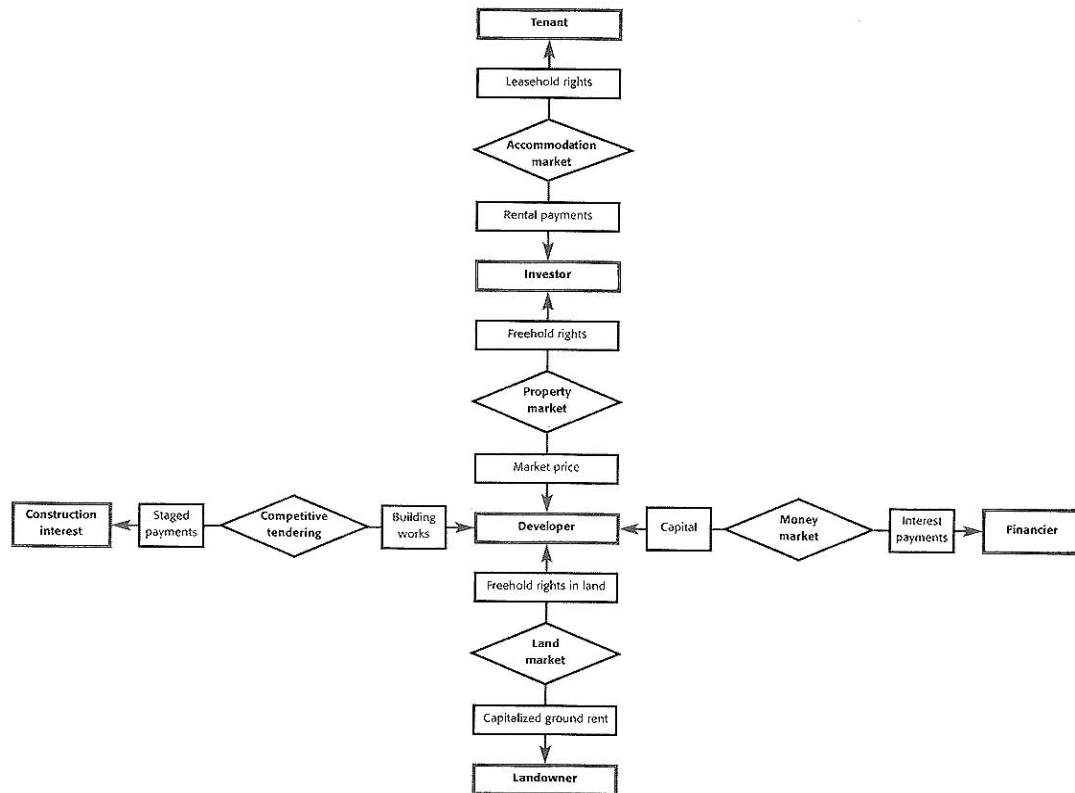 Tenant
Leasehold rights
Accommodation
market
Rental payments
Investor
Freehold rights
Property
market
Market price
Construction
interest
Staged
payments
Competitive
tendering
Building
works
Developer
Capital
Money
market
Interest
payments
Financier
Freehold rights in land
Land
market
Capitalized ground rent
Landowner